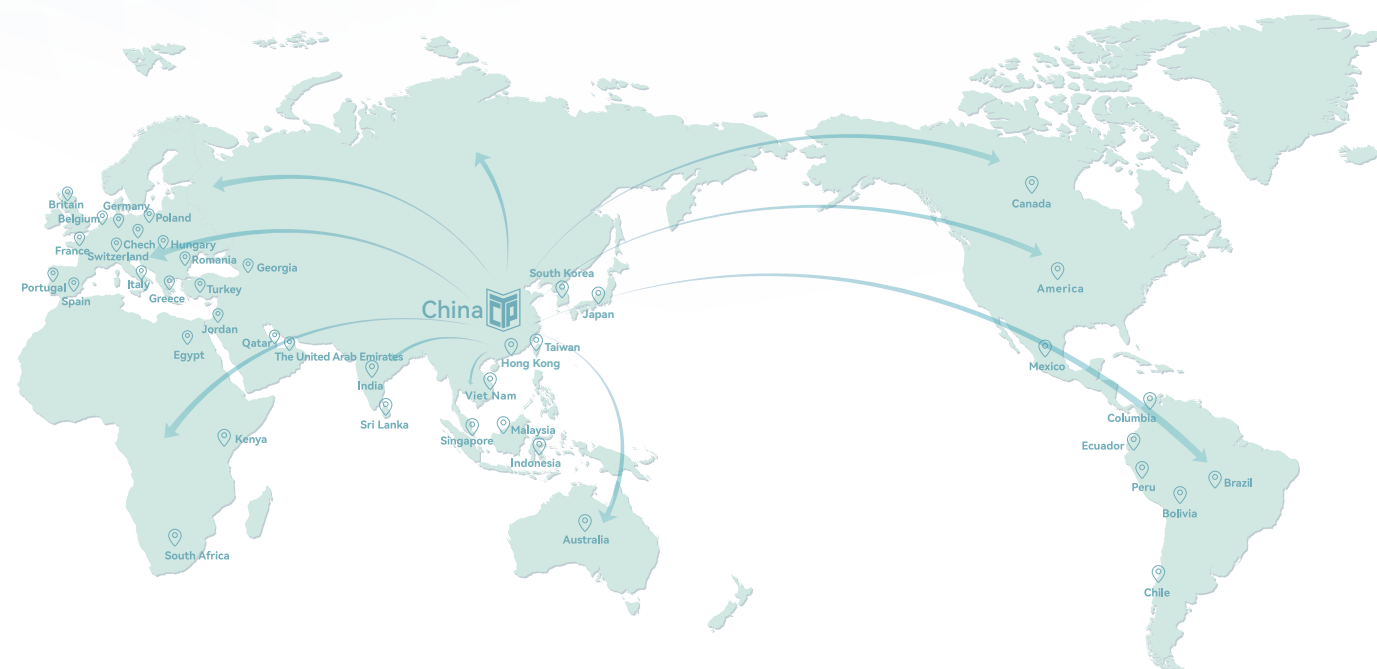 Britain
Germany
Belgium
Poland
France
Chech
Hungary
Switzerland
Romania
Georgia
Portugal
Spain
Italy
Greece
Turkey
Jordan
Egypt
Qatar
The United Arab Emirates
Kenya
South Africa
China
CTP
South Korea
Japan
Taiwan
Hong Kong
India
Viet Nam
Sri Lanka
Singapore
Malaysia
Indonesia
Australia
Canada
America
Mexico
Columbia
Ecuador
Peru
Brazil
Bolivia
Chile